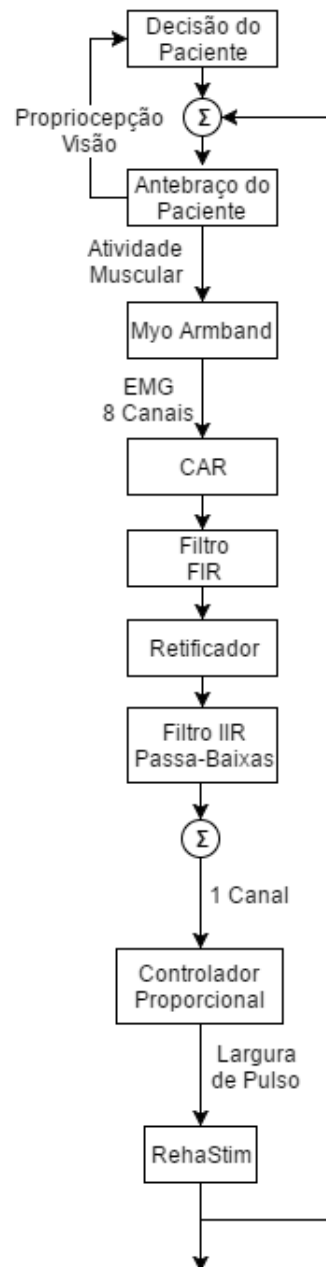 Decisão do
Paciente
Σ
Propriocepção
Visão
Antebraço do
Paciente
Atividade
Muscular
Myo Armband
EMG
8 Canais
CAR
Filtro
FIR
Retificador
Filtro IIR
Passa-Baixas
Σ
1 Canal
Controlador
Proporcional
Largura
de Pulso
RehaStim